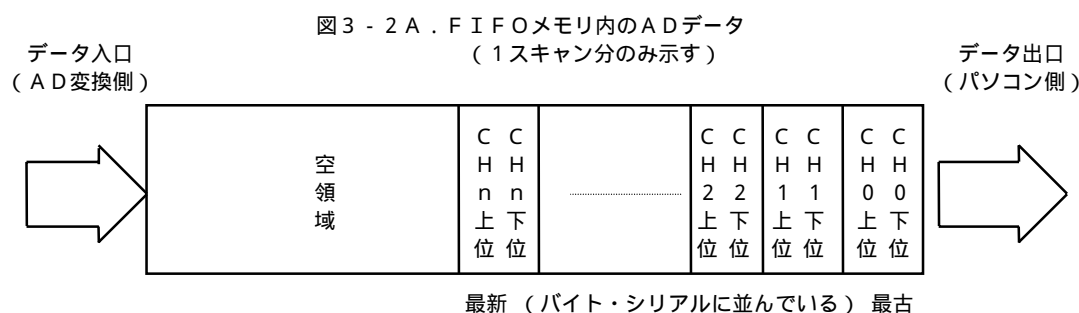 図3-2A.FIFOメモリ内のADデータ
(1スキャン分のみ示す)
データ入口
(AD変換側)
データ出口
(パソコン側)
空領域
CHn上位
CHn下位
CH2上位
CH2下位
CH1上位
CH1下位
CH0上位
CH0下位
最新 (バイト・シリアルに並んでいる) 最古